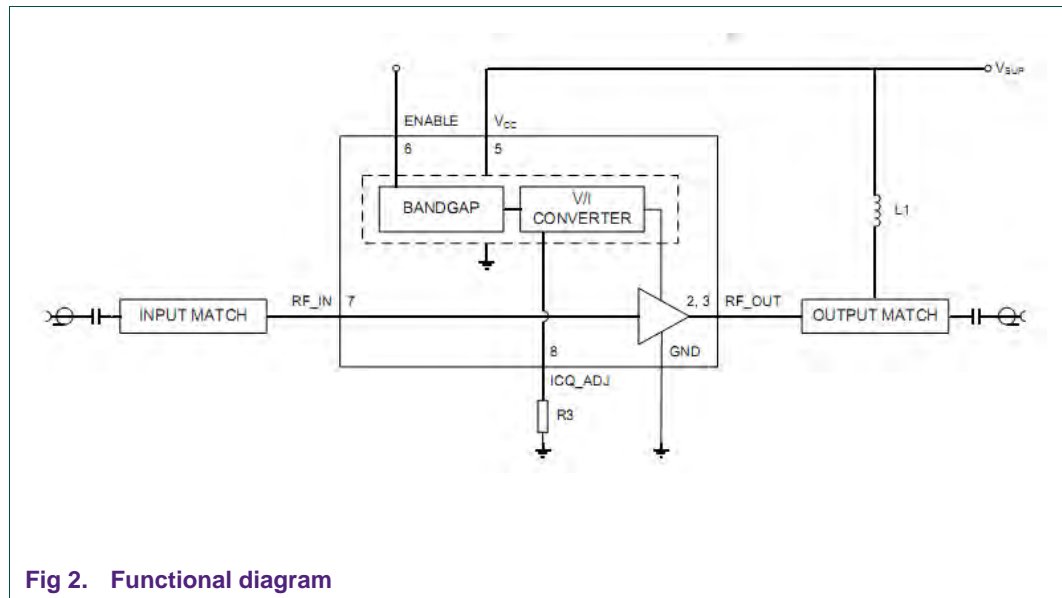 V_SUP
ENABLE
V_CC
6
5
BANDGAP
V/I
CONVERTER
L1
INPUT MATCH
RF_IN
7
2, 3
RF_OUT
OUTPUT MATCH
8
GND
ICQ_ADJ
R3
Fig 2. Functional diagram